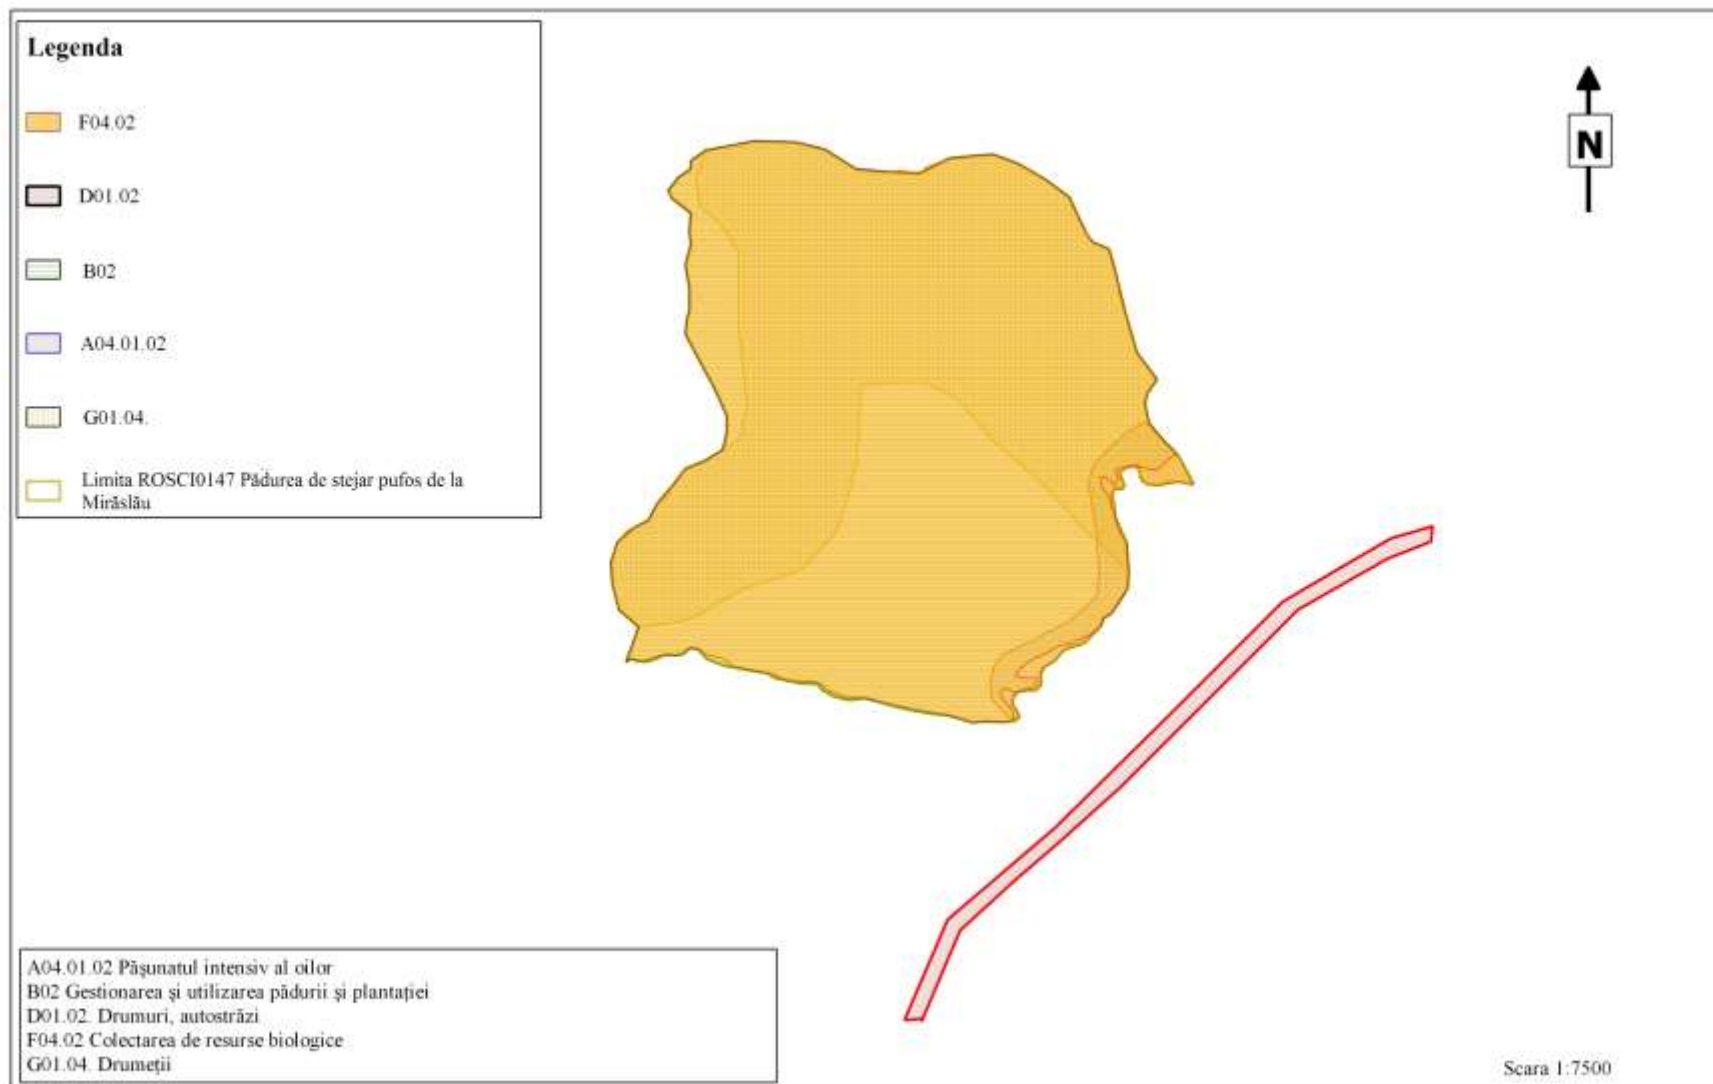 Legenda
F04.02
D01.02
B02
A04.01.02
G01.04.
Limita ROSCI0147 Pădurea de stejar pufos de la
Mirăslău
N
A04.01.02 Pășunatul intensiv al oilor
B02 Gestionarea și utilizarea pădurii și plantației
D01.02. Drumuri, autostrăzi
F04.02 Colectarea de resurse biologice
G01.04. Drumeții
Scara 1:7500